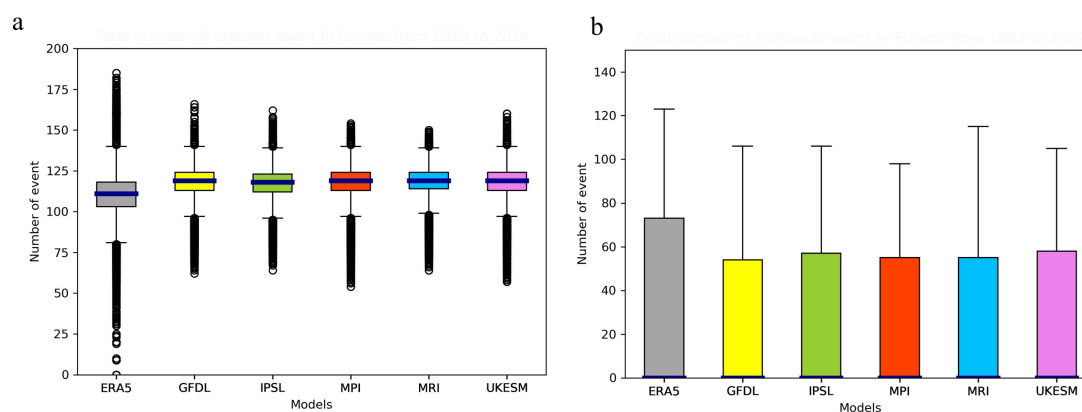 a
Total number of drought event in Europe from 1953 to 2014
200
175
150
125
100
75
50
25
0
Number of event
ERA5 GFDL IPSL MPI MRI UKESM
Models
b
Total number of heatwave event in Europe from 1953 to 2022
140
120
100
80
60
40
20
0
Number of event
ERA5 GFDL IPSL MPI MRI UKESM
Models